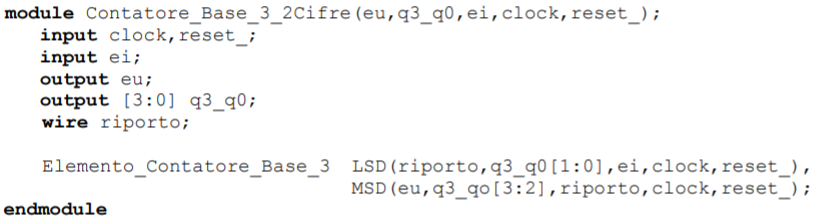 module Contatore_Base_3_2Cifre(eu,q3_q0,ei,clock,reset_);
input clock,reset_;
input ei;
output eu;
output [3:0] q3_q0;
wire riporto;
Elemento_Contatore_Base_3 LSD(riporto,q3_q0[1:0],ei,clock,reset_),
MSD(eu,q3_qo[3:2],riporto,clock,reset_);
endmodule